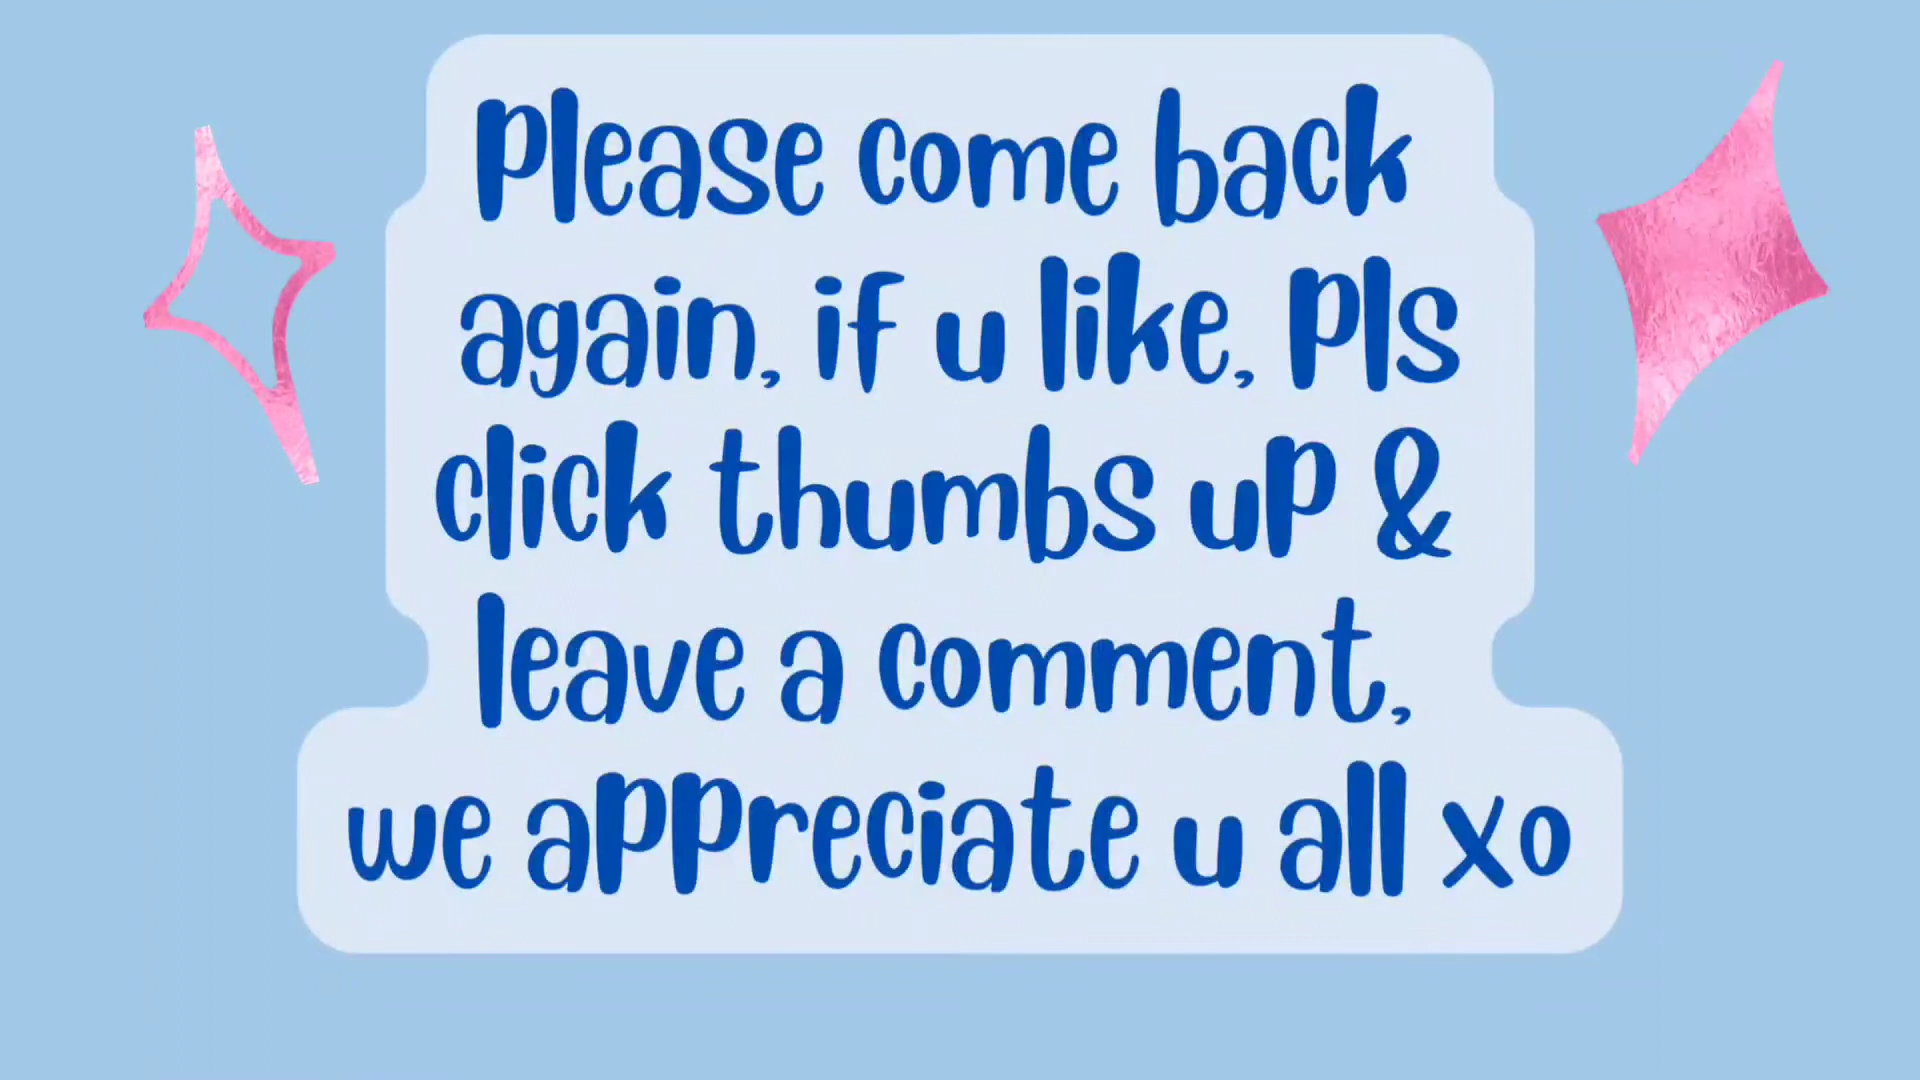 Please come back
again, if u like, pls
click thumbs up &
leave a comment,
we appreciate u all xo